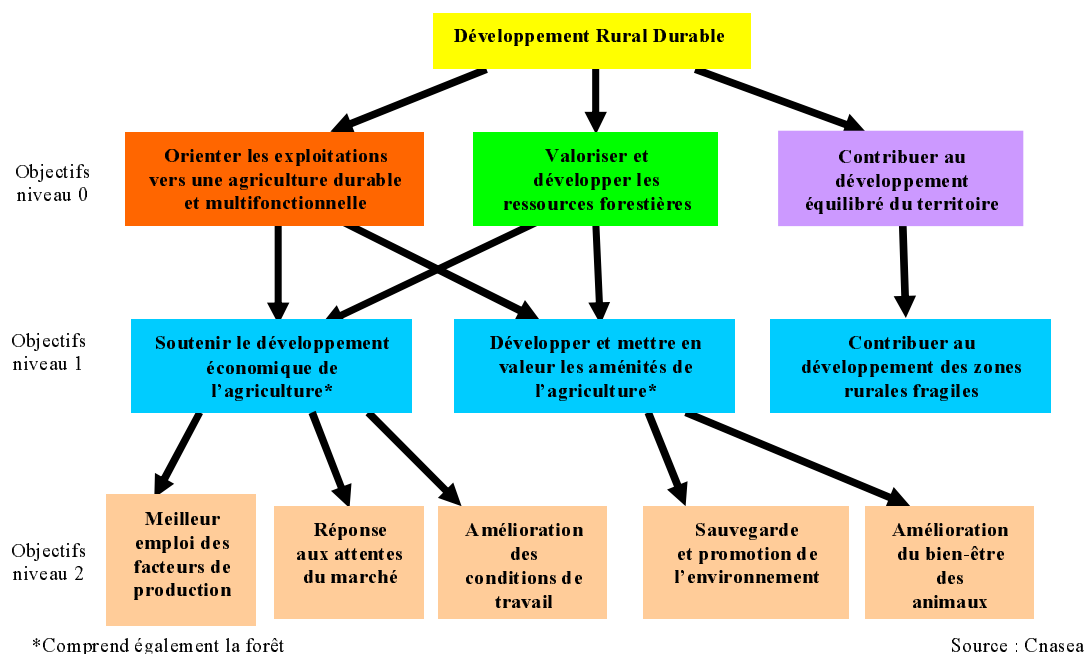 Développement Rural Durable
Objectifs
niveau 0
Orienter les exploitations
vers une agriculture durable
et multifonctionnelle
Valoriser et
développer les
ressources forestières
Contribuer au
développement
équilibré du territoire
Objectifs
niveau 1
Soutenir le développement
économique de
l'agriculture*
Développer et mettre en
valeur les aménités de
l'agriculture*
Contribuer au
développement des zones
rurales fragiles
Objectifs
niveau 2
Meilleur
emploi des
facteurs de
production
Réponse
aux attentes
du marché
Amélioration
des
conditions de
travail
Sauvegarde
et promotion de
l'environnement
Amélioration
du bien-être
des
animaux
*Comprend également la forêt
Source : Cnasea